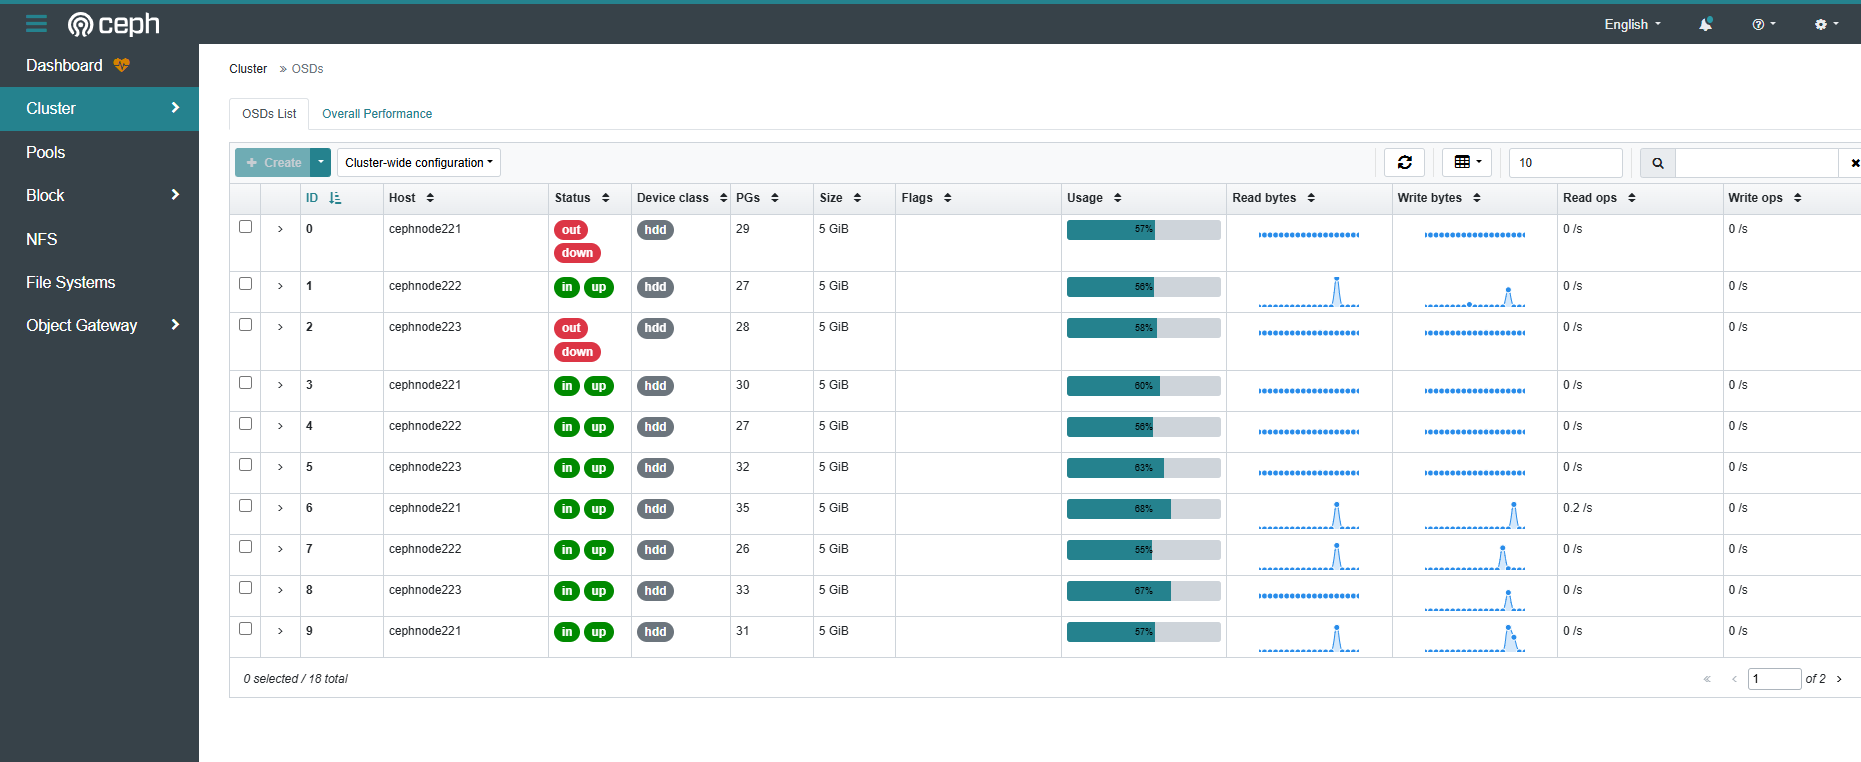 ceph
English
Dashboard
Cluster
Pools
Block
NFS
File Systems
Object Gateway
Cluster » OSDs
OSDs List Overall Performance
+ Create Cluster-wide configuration 10
ID Host Status Device class PGs Size Flags Usage Read bytes Write bytes Read ops Write ops
0 cephnode221 out down hdd 29 5 GiB 57% 0 /s 0 /s
1 cephnode222 in up hdd 27 5 GiB 56% 0 /s 0 /s
2 cephnode223 out down hdd 28 5 GiB 58% 0 /s 0 /s
3 cephnode221 in up hdd 30 5 GiB 60% 0 /s 0 /s
4 cephnode222 in up hdd 27 5 GiB 56% 0 /s 0 /s
5 cephnode223 in up hdd 32 5 GiB 63% 0 /s 0 /s
6 cephnode221 in up hdd 35 5 GiB 68% 0.2 /s 0 /s
7 cephnode222 in up hdd 26 5 GiB 55% 0 /s 0 /s
8 cephnode223 in up hdd 33 5 GiB 67% 0 /s 0 /s
9 cephnode221 in up hdd 31 5 GiB 57% 0 /s 0 /s
0 selected / 18 total « ‹ 1 of 2 ›